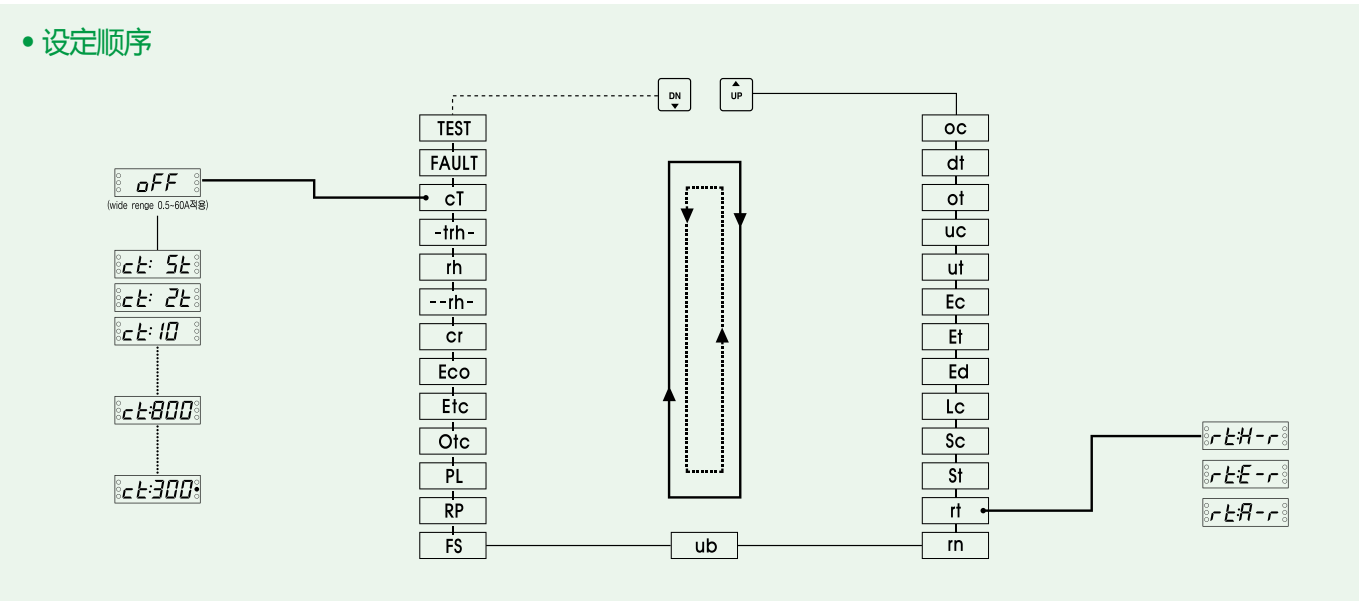 • 设定顺序
DN
UP
TEST
FAULT
cT
-trh-
rh
--rh-
cr
Eco
Etc
Otc
PL
RP
FS
ub
oc
dt
ot
uc
ut
Ec
Et
Ed
Lc
Sc
St
rt
rn
oFF
(wide renge 0.5~60A적용)
ct: 5t
ct: 2t
ct:10
ct:800
ct:300.
rt:H-r
rt:E-r
rt:A-r